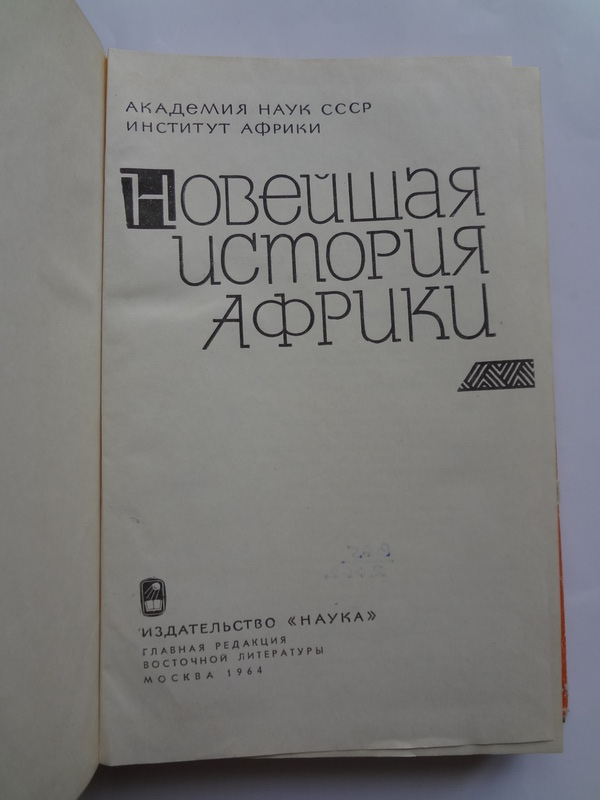 АКАДЕМИЯ НАУК СССР
ИНСТИТУТ АФРИКИ
НОВЕЙШАЯ
ИСТОРИЯ
АФРИКИ
ИЗДАТЕЛЬСТВО «НАУКА»
ГЛАВНАЯ РЕДАКЦИЯ
ВОСТОЧНОЙ ЛИТЕРАТУРЫ
МОСКВА 1964